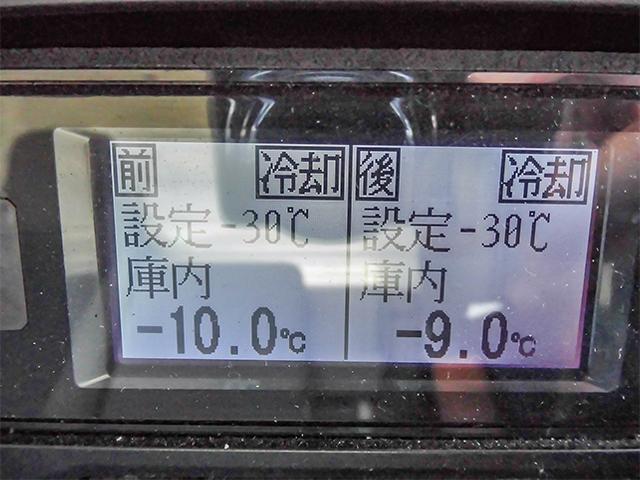 前 冷却
設定-30℃
庫内
-10.0℃
後 冷却
設定-30℃
庫内
-9.0℃